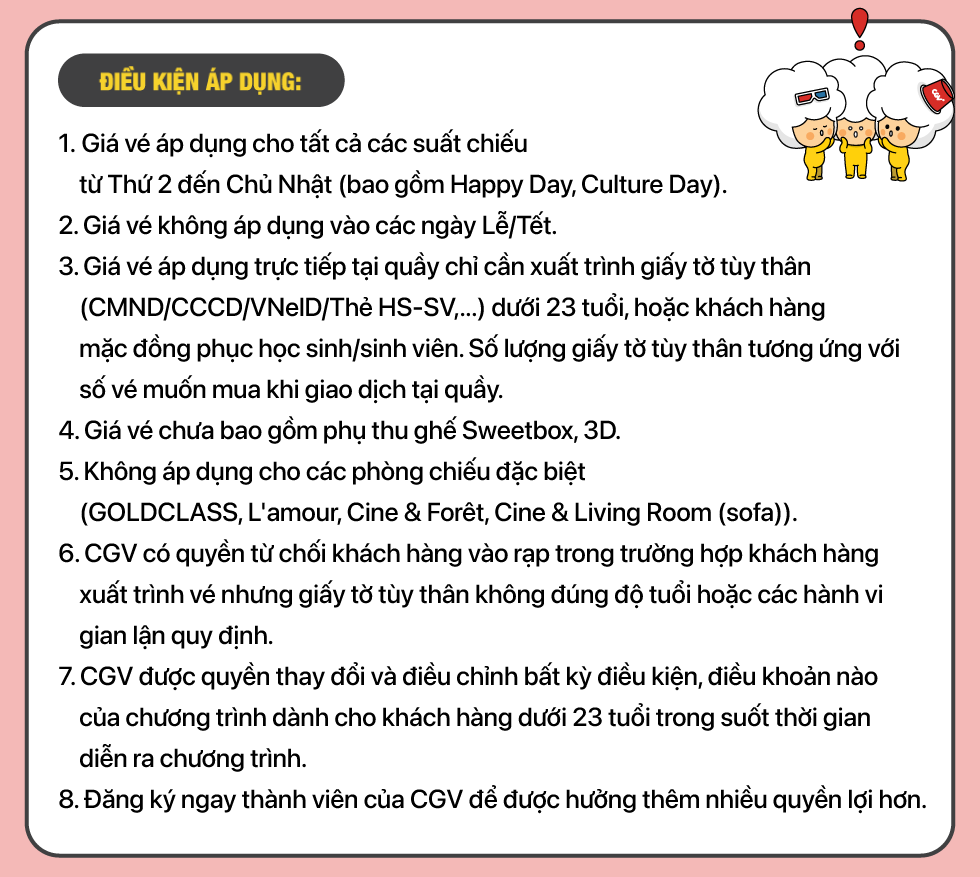 ĐIỀU KIỆN ÁP DỤNG:
1. Giá vé áp dụng cho tất cả các suất chiếu
từ Thứ 2 đến Chủ Nhật (bao gồm Happy Day, Culture Day).
2. Giá vé không áp dụng vào các ngày Lễ/Tết.
3. Giá vé áp dụng trực tiếp tại quầy chỉ cần xuất trình giấy tờ tùy thân
(CMND/CCCD/VNeID/Thẻ HS-SV,...) dưới 23 tuổi, hoặc khách hàng
mặc đồng phục học sinh/sinh viên. Số lượng giấy tờ tùy thân tương ứng với
số vé muốn mua khi giao dịch tại quầy.
4. Giá vé chưa bao gồm phụ thu ghế Sweetbox, 3D.
5. Không áp dụng cho các phòng chiếu đặc biệt
(GOLDCLASS, L'amour, Cine & Forêt, Cine & Living Room (sofa)).
6. CGV có quyền từ chối khách hàng vào rạp trong trường hợp khách hàng
xuất trình vé nhưng giấy tờ tùy thân không đúng độ tuổi hoặc các hành vi
gian lận quy định.
7. CGV được quyền thay đổi và điều chỉnh bất kỳ điều kiện, điều khoản nào
của chương trình dành cho khách hàng dưới 23 tuổi trong suốt thời gian
diễn ra chương trình.
8. Đăng ký ngay thành viên của CGV để được hưởng thêm nhiều quyền lợi hơn.
CGV